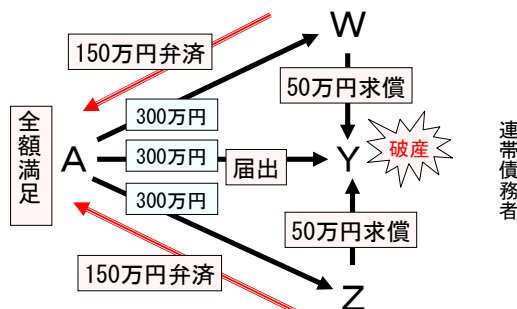 W
150万円弁済
50万円求償
300万円
全額満足
A
300万円
届出
Y
破産
連帯債務者
300万円
50万円求償
150万円弁済
Z